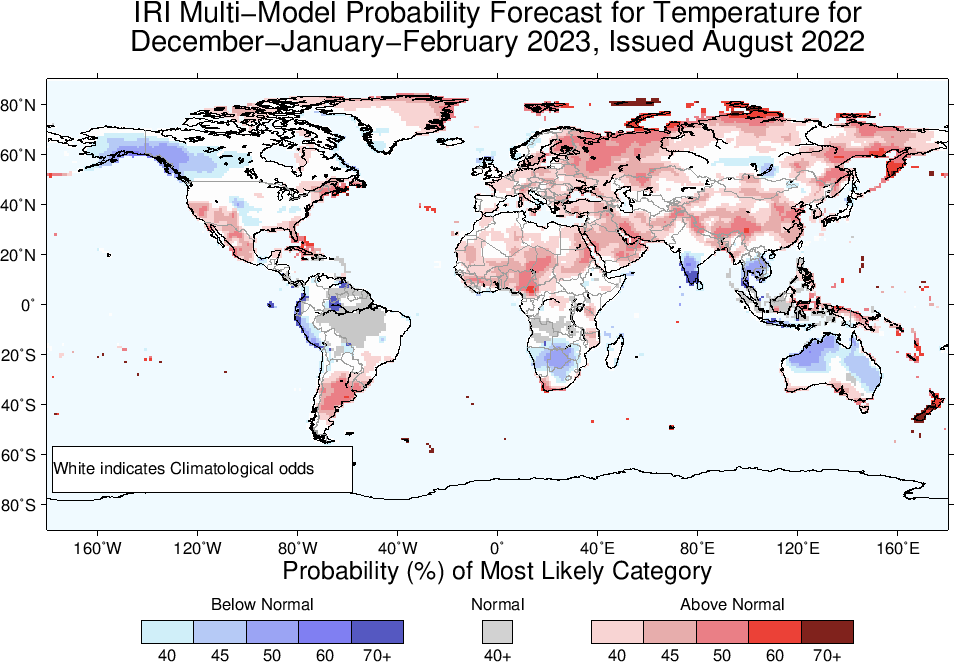 IRI Multi−Model Probability Forecast for Temperature for
December−January−February 2023, Issued August 2022
80˚N
60˚N
40˚N
20˚N
0˚
20˚S
40˚S
60˚S
80˚S
White indicates Climatological odds
160˚W 120˚W 80˚W 40˚W 0˚ 40˚E 80˚E 120˚E 160˚E
Probability (%) of Most Likely Category
Below Normal Normal Above Normal
40 45 50 60 70+ 40+ 40 45 50 60 70+